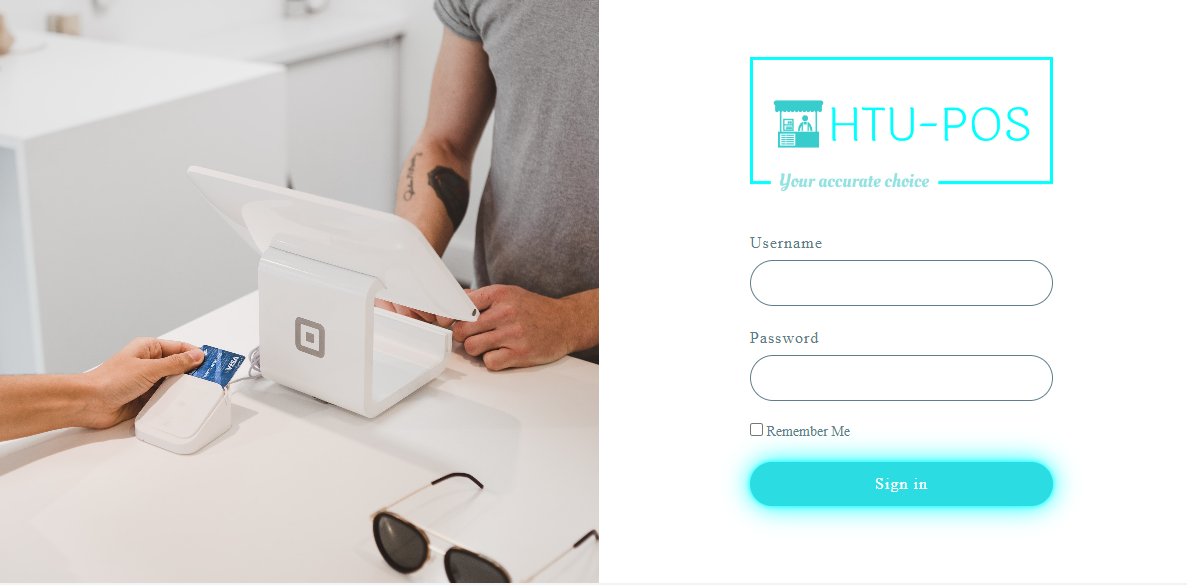 VISA
HTU-POS
Your accurate choice
Username
Password
Remember Me
Sign in